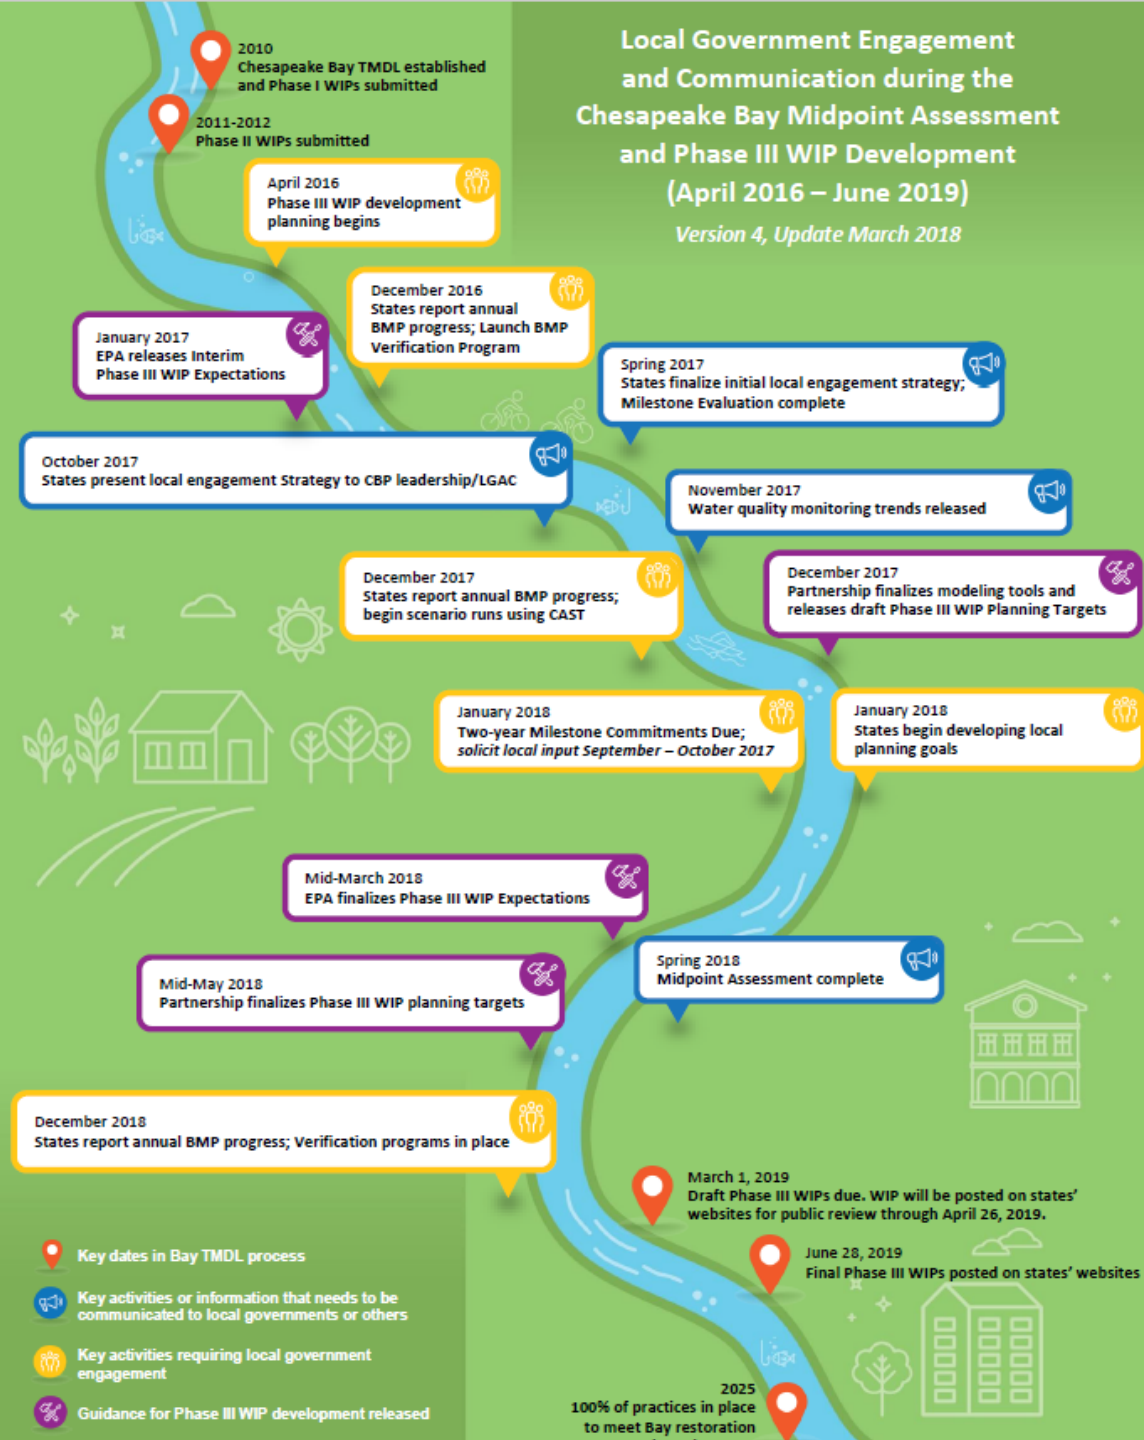 Local Government Engagement
and Communication during the
Chesapeake Bay Midpoint Assessment
and Phase III WIP Development
(April 2016 – June 2019)
Version 4, Update March 2018
2010
Chesapeake Bay TMDL established
and Phase I WIPs submitted
2011-2012
Phase II WIPs submitted
April 2016
Phase III WIP development
planning begins
December 2016
States report annual
BMP progress; Launch BMP
Verification Program
January 2017
EPA releases Interim
Phase III WIP Expectations
Spring 2017
States finalize initial local engagement strategy;
Milestone Evaluation complete
October 2017
States present local engagement Strategy to CBP leadership/LGAC
November 2017
Water quality monitoring trends released
December 2017
States report annual BMP progress;
begin scenario runs using CAST
December 2017
Partnership finalizes modeling tools and
releases draft Phase III WIP Planning Targets
January 2018
Two-year Milestone Commitments Due;
solicit local input September – October 2017
January 2018
States begin developing local
planning goals
Mid-March 2018
EPA finalizes Phase III WIP Expectations
Spring 2018
Midpoint Assessment complete
Mid-May 2018
Partnership finalizes Phase III WIP planning targets
December 2018
States report annual BMP progress; Verification programs in place
March 1, 2019
Draft Phase III WIPs due. WIP will be posted on states'
websites for public review through April 26, 2019.
June 28, 2019
Final Phase III WIPs posted on states' websites
2025
100% of practices in place
to meet Bay restoration
Key dates in Bay TMDL process
Key activities or information that needs to be
communicated to local governments or others
Key activities requiring local government
engagement
Guidance for Phase III WIP development released